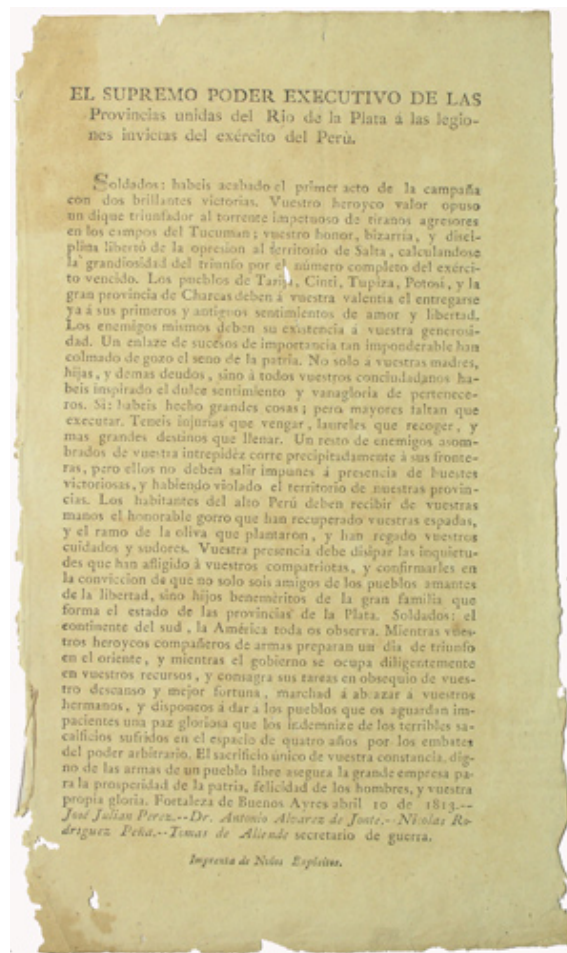 EL SUPREMO PODER EXECUTIVO DE LAS
Provincias unidas del Rio de la Plata á las legio-
nes invictas del exército del Perù.
Soldados: habeis acabado el primer acto de la campaña
con dos brillantes victorias. Vuestro heroyco valor opuso
un dique triunfador al torrente impetuoso de tiranos agresores
en los campos del Tucuman; vuestro honor, bizarria, y disci-
plina libertó de la opresion al territorio de Salta, calculandose
la grandiosidad del triunfo por el número completo del exérci-
to vencido. Los pueblos de Tarija, Cinti, Tupiza, Potosi, y la
gran provincia de Charcas deben á vuestra valentia el entregarse
ya á sus primeros y antiguos sentimientos de amor y libertad.
Los enemigos mismos deben su existencia á vuestra generosi-
dad. Un enlaze de sucesos de importancia tan imponderable han
colmado de gozo el seno de la patria. No solo á vuestras madres,
hijas, y demas deudos, sino á todos vuestros conciudadanos ha-
beis inspirado el dulce sentimiento y vanagloria de pertenece-
ros. Si: habeis hecho grandes cosas; pero mayores faltan que
executar. Teneis injurias que vengar, laureles que recoger, y
mas grandes destinos que llenar. Un resto de enemigos asom-
brados de vuestra intrepidéz corre precipitadamente á sus fronte-
ras, pero ellos no deben salir impunes á presencia de huestes
victoriosas, y habiendo violado el territorio de nuestras provin-
cias. Los habitantes del alto Perú deben recibir de vuestras
manos el honorable gorro que han recuperado vuestras espadas,
y el ramo de la oliva que plantaron, y han regado vuestros
cuidados y sudores. Vuestra presencia debe disipar las inquietu-
des que han afligido à vuestros compatriotas, y confirmarles en
la conviccion de que no solo sois amigos de los pueblos amantes
de la libertad, sino hijos beneméritos de la gran familia que
forma el estado de las provincias de la Plata. Soldados: el
continente del sud, la América toda os observa. Mientras vues-
tros heroycos compañeros de armas preparan un dia de triunfo
en el oriente, y mientras el gobierno se ocupa diligentemente
en vuestros recursos, y consagra sus tareas en obsequio de vues-
tro descanso y mejor fortuna, marchad á abrazar á vuestros
hermanos, y disponeos á dar a los pueblos que os aguardan im-
pacientes una paz gloriosa que los indemnize de los terribles sa-
calficios sufridos en el espacio de quatro años por los embates
del poder arbitrario. El sacrificio único de vuestra constancia, dig-
no de las armas de un pueblo libre asegura la grande empresa pa-
ra la prosperidad de la patria, felicidad de los hombres, y vuestra
propia gloria. Fortaleza de Buenos Ayres abril 10 de 1813.--
José Julian Perez.--Dr. Antonio Alvarez de Jonte.-Nicolas Ro-
driguez Peña.--Tomas de Allende secretario de guerra.
Imprenta de Niños Expósitos.